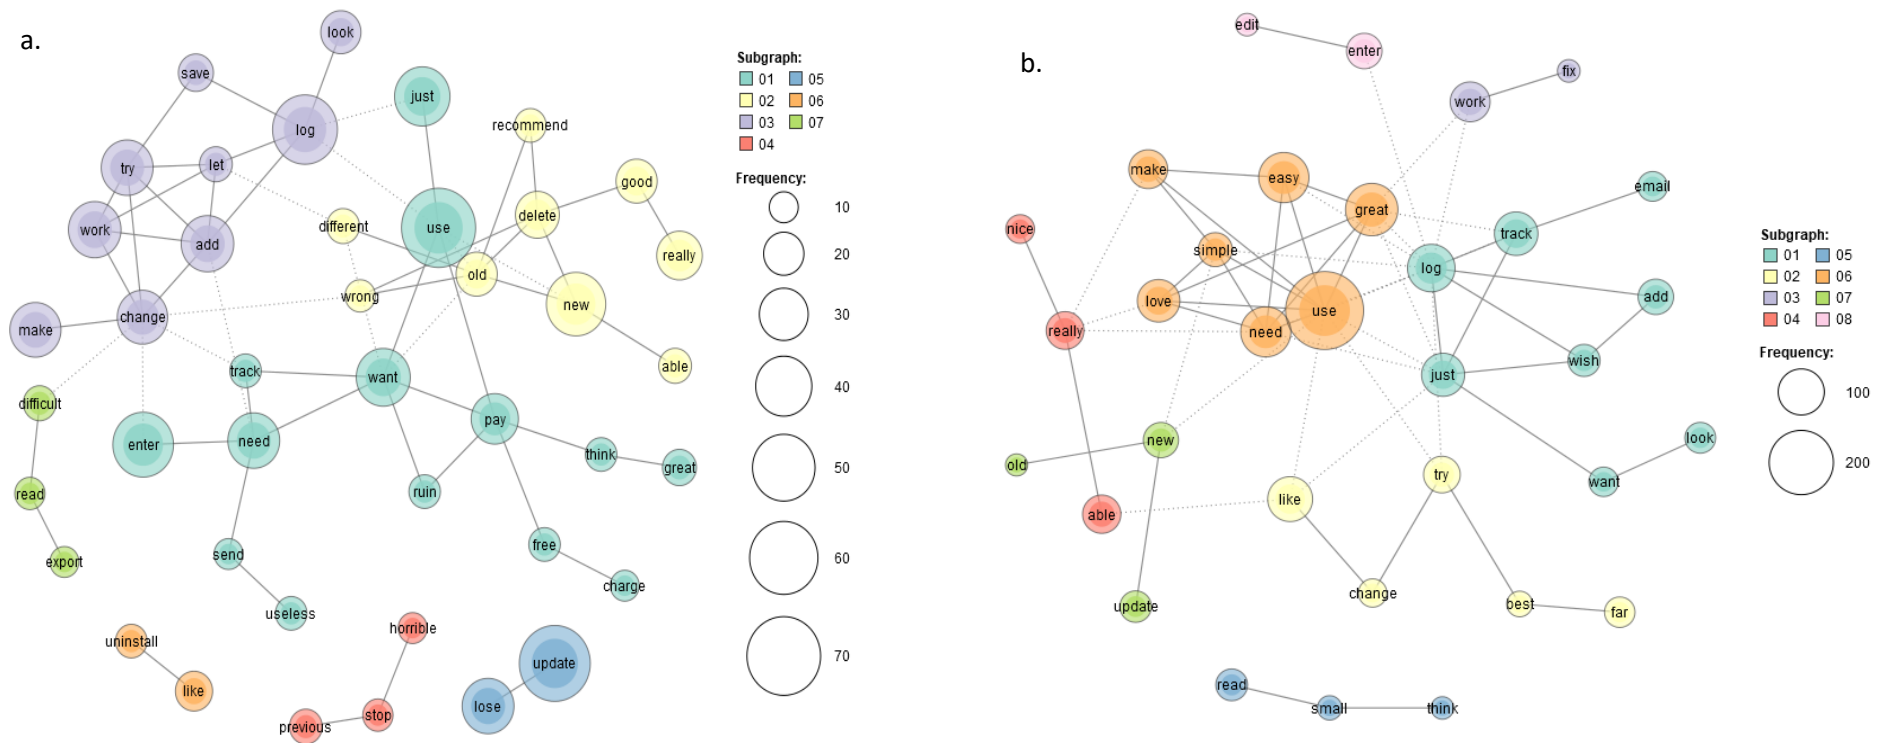 a.
look
save
just
log
recommend
try
let
good
work
add
different
delete
use
old
really
wrong
new
make
change
track
want
able
difficult
enter
need
pay
think
great
read
ruin
export
send
free
charge
useless
uninstall
horrible
like
previous
stop
lose
update
Subgraph:
01 05
02 06
03 07
04
Frequency:
10
20
30
40
50
60
70
b.
edit
enter
fix
work
make
easy
email
nice
great
track
simple
log
love
add
really
need
use
just
wish
new
old
look
like
try
want
able
update
change
best
far
read
small
think
Subgraph:
01 05
02 06
03 07
04 08
Frequency:
100
200